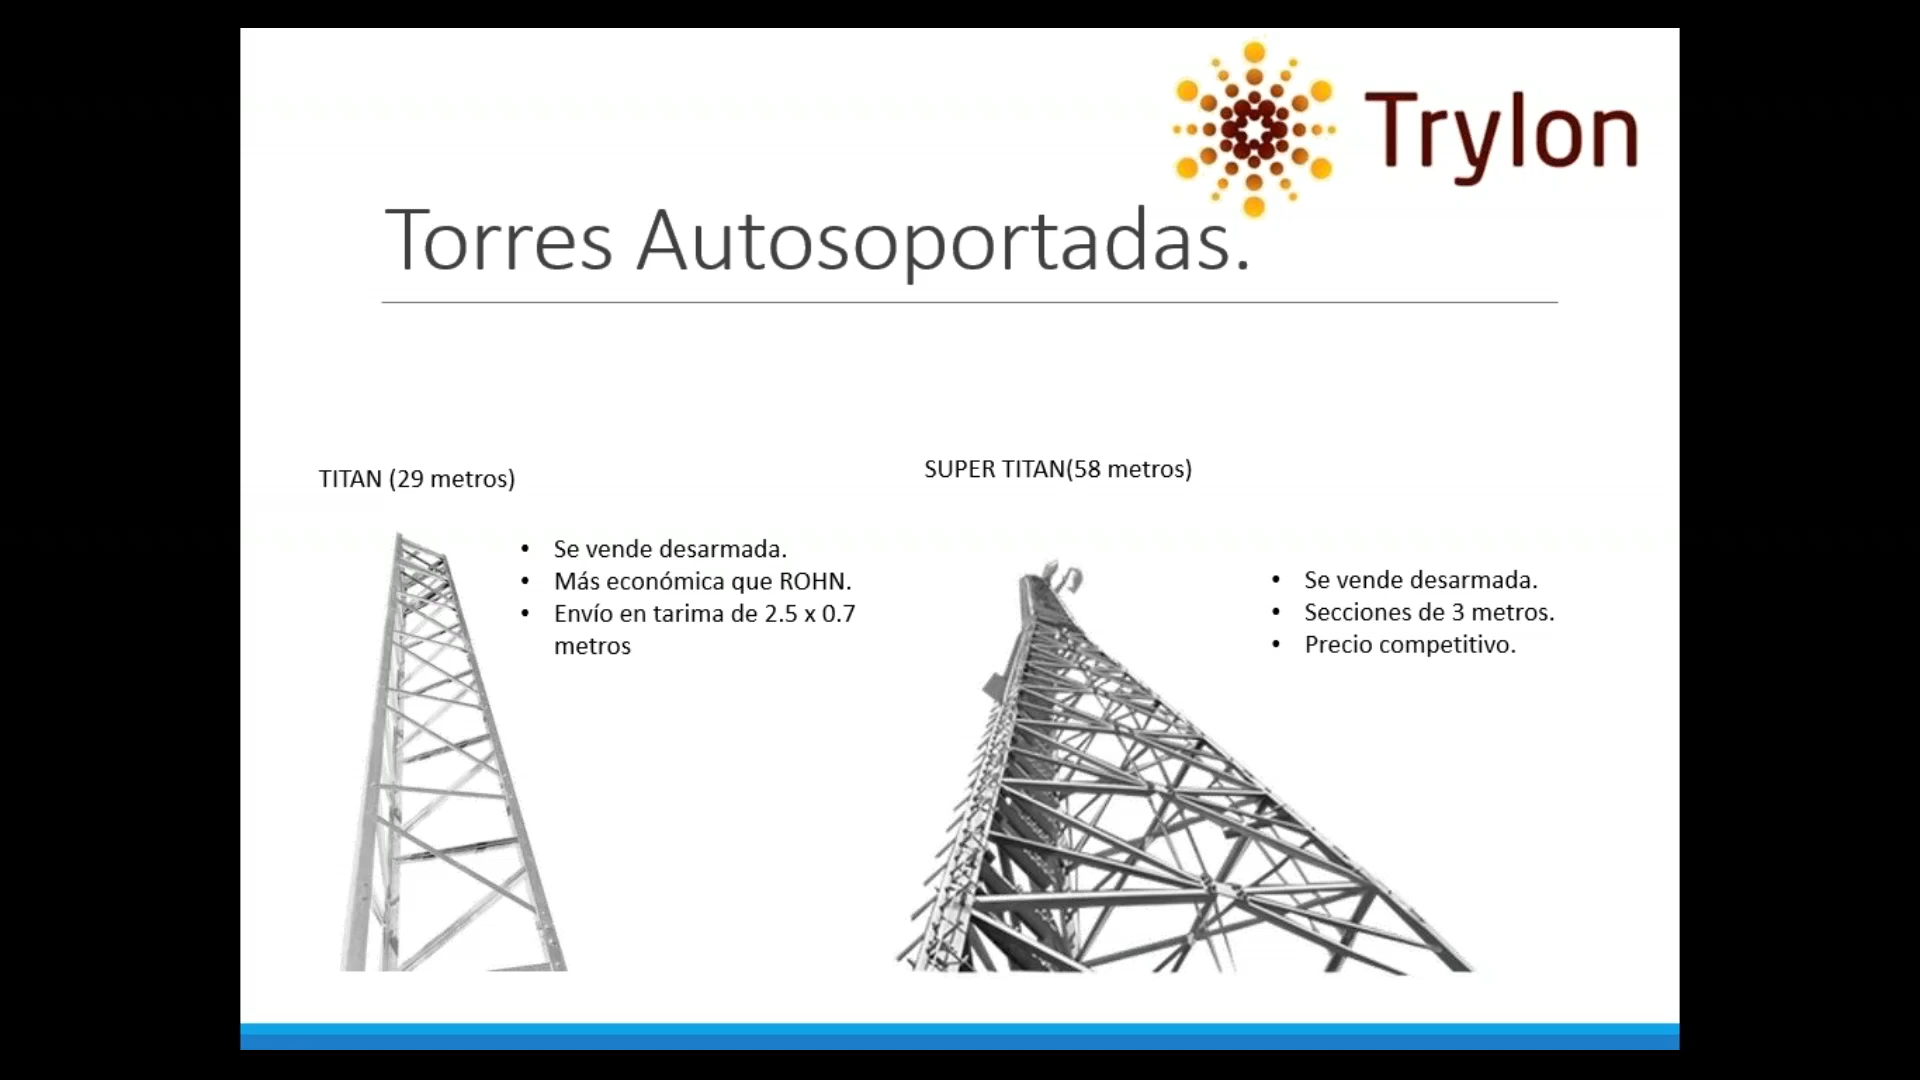 Trylon
Torres Autosoportadas.
TITAN (29 metros)
• Se vende desarmada.
• Más económica que ROHN.
• Envío en tarima de 2.5 x 0.7
metros
SUPER TITAN(58 metros)
• Se vende desarmada.
• Secciones de 3 metros.
• Precio competitivo.